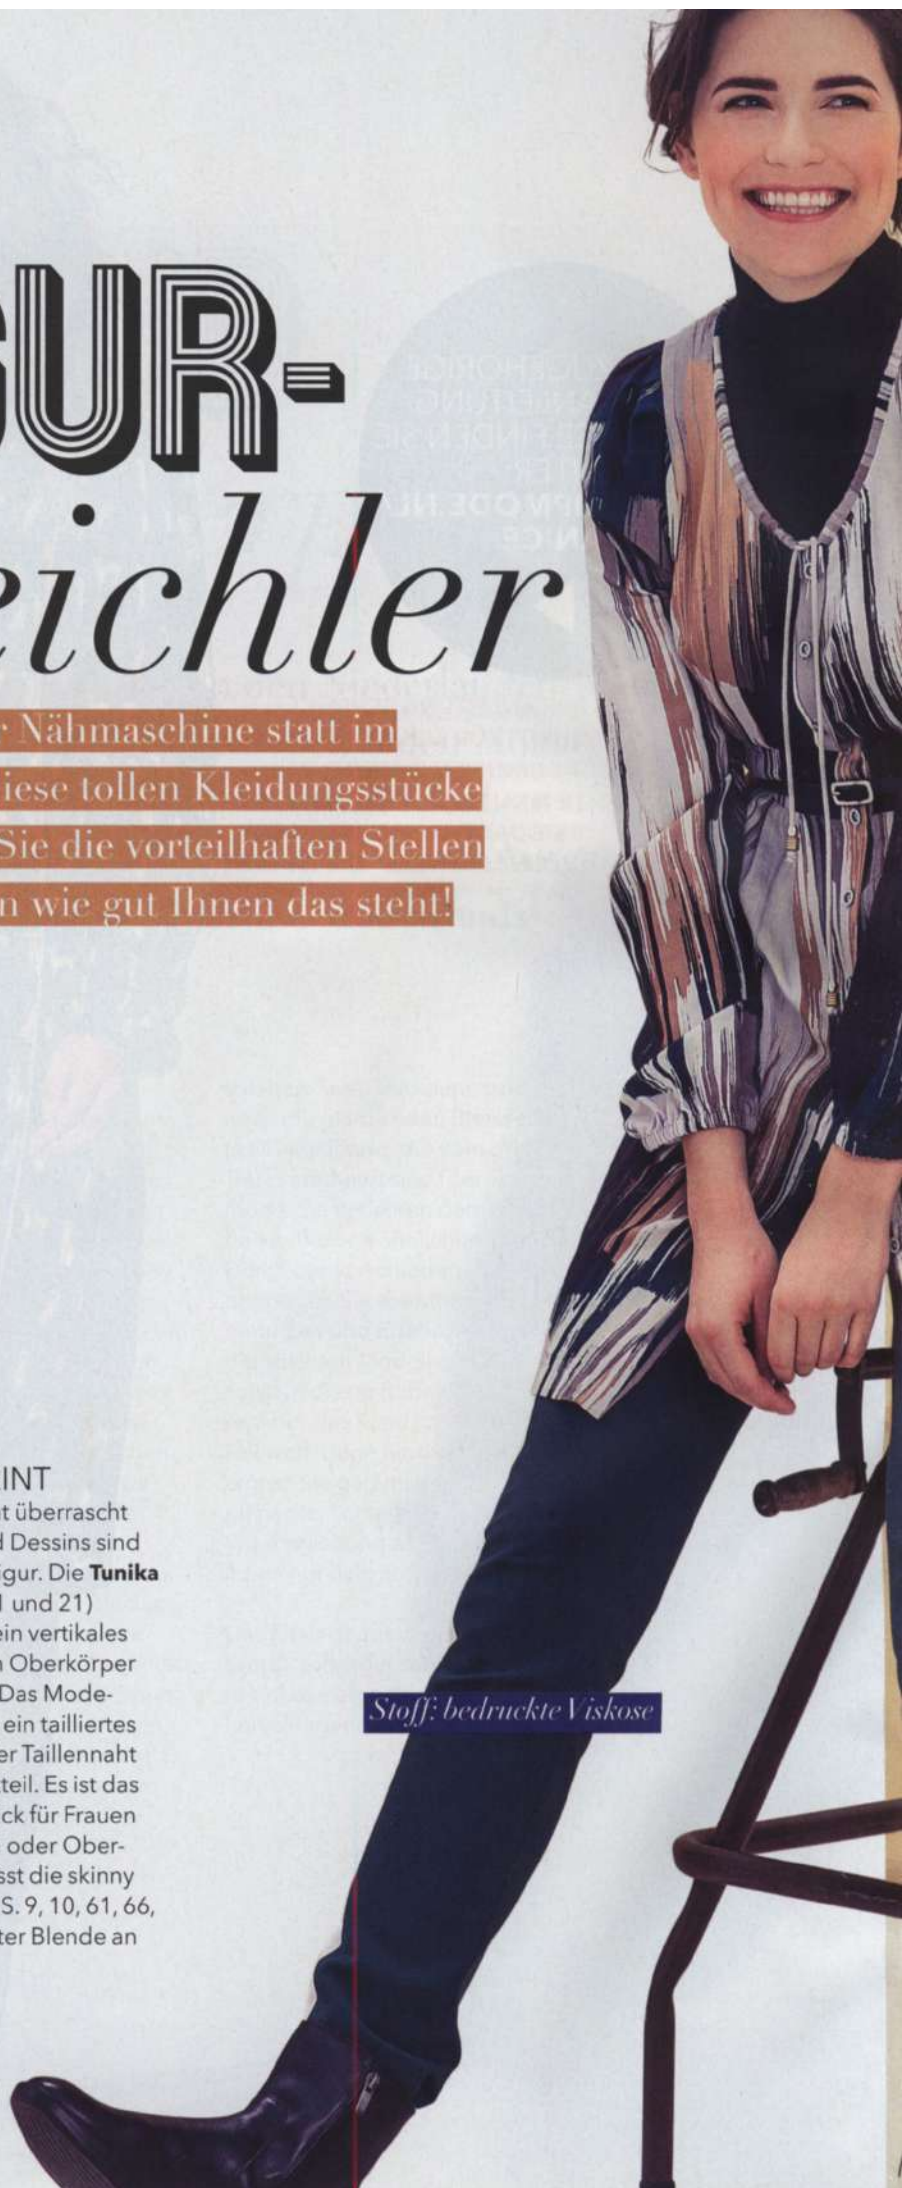 GUR-
eichler
r Nähmaschine statt im
iese tollen Kleidungsstücke
Sie die vorteilhaften Stellen
n wie gut Ihnen das steht!
INT
t überrascht
d Dessins sind
igur. Die Tunika
1 und 21)
ein vertikales
n Oberkörper
Das Mode-
ein tailliertes
er Taillennaht
teil. Es ist das
ck für Frauen
oder Ober-
sst die skinny
S. 9, 10, 61, 66,
ter Blende an
Stoff: bedruckte Viskose